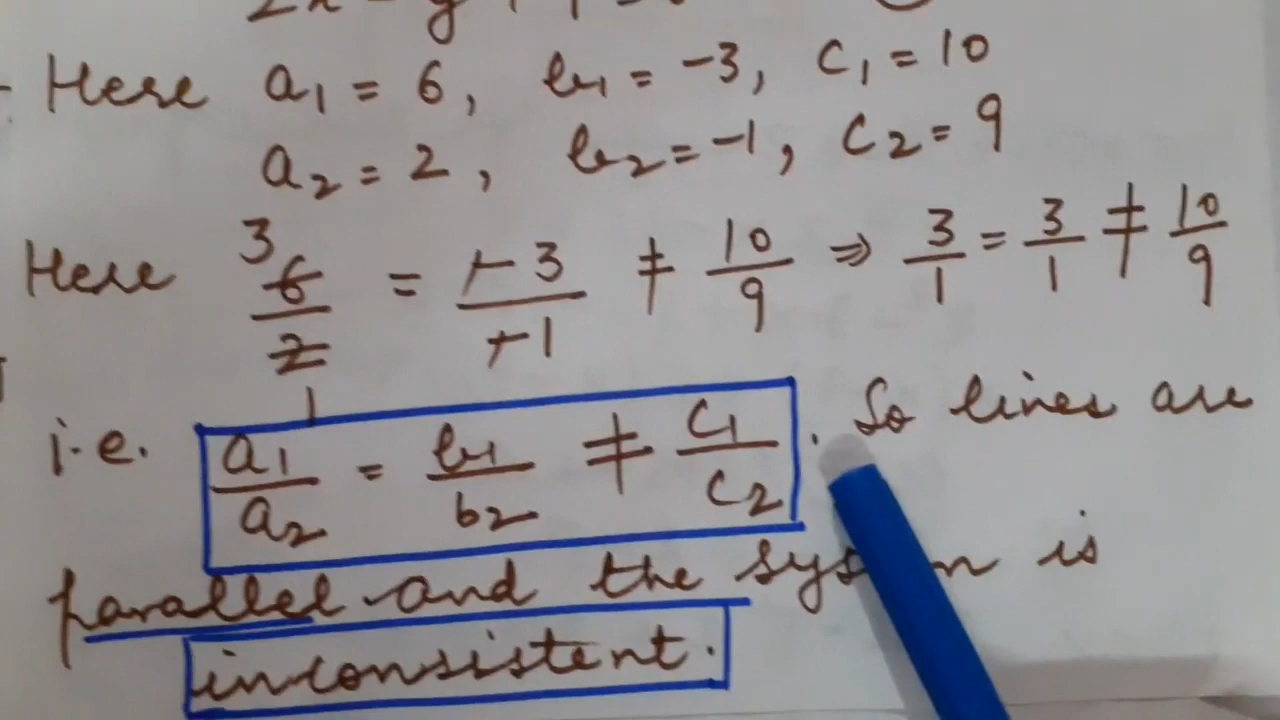 Here a₁ = 6, b₁ = -3, c₁ = 10
a₂ = 2, b₂ = -1, c₂ = 9
Here 3 6/2 1 = -3/-1 ≠ 10/9 ⇒ 3/1 = 3/1 ≠ 10/9
i.e. a₁/a₂ = b₁/b₂ ≠ c₁/c₂. So lines are
parallel and the system is
inconsistent.